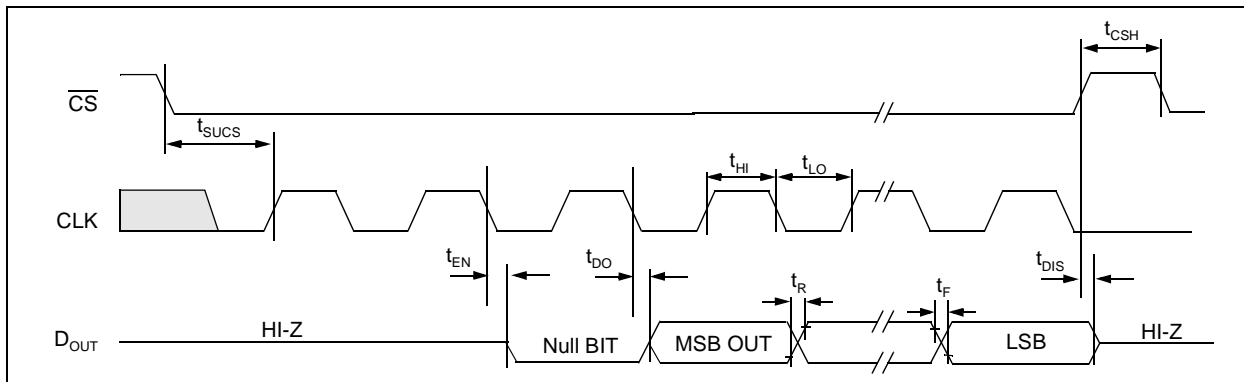 tCSH
CS
tSUCS
tHI
tLO
CLK
tEN
tDO
tR
tF
tDIS
DOUT
HI-Z
Null BIT
MSB OUT
LSB
HI-Z